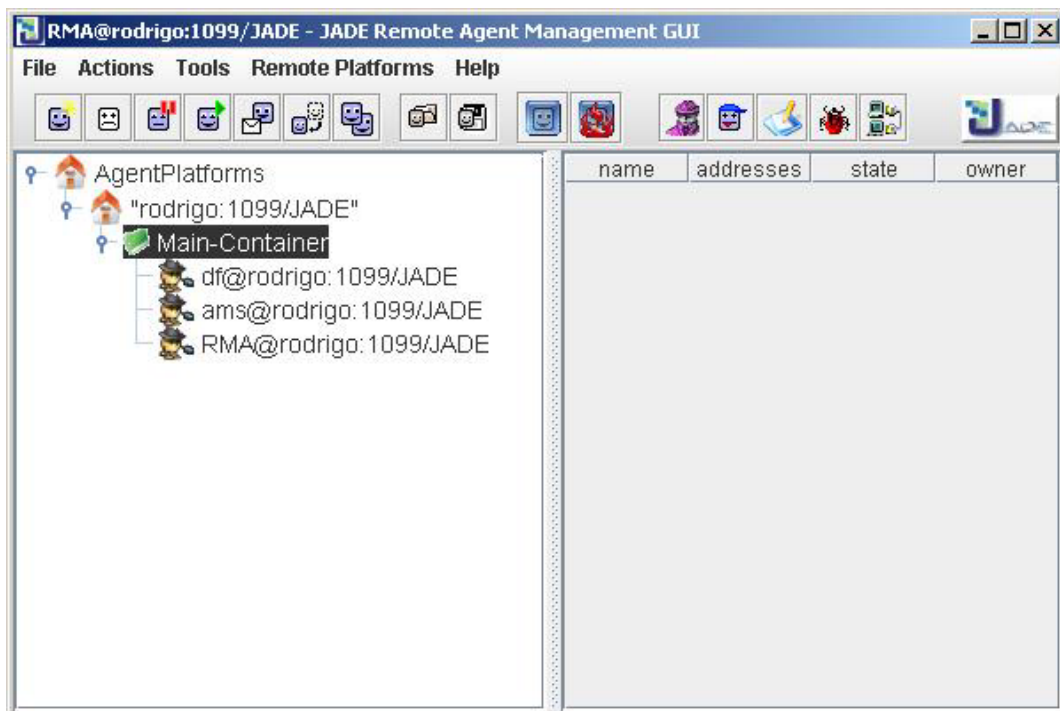 RMA@rodrigo:1099/JADE - JADE Remote Agent Management GUI
File Actions Tools Remote Platforms Help
JADE
name addresses state owner
AgentPlatforms
"rodrigo:1099/JADE"
Main-Container
df@rodrigo:1099/JADE
ams@rodrigo:1099/JADE
RMA@rodrigo:1099/JADE